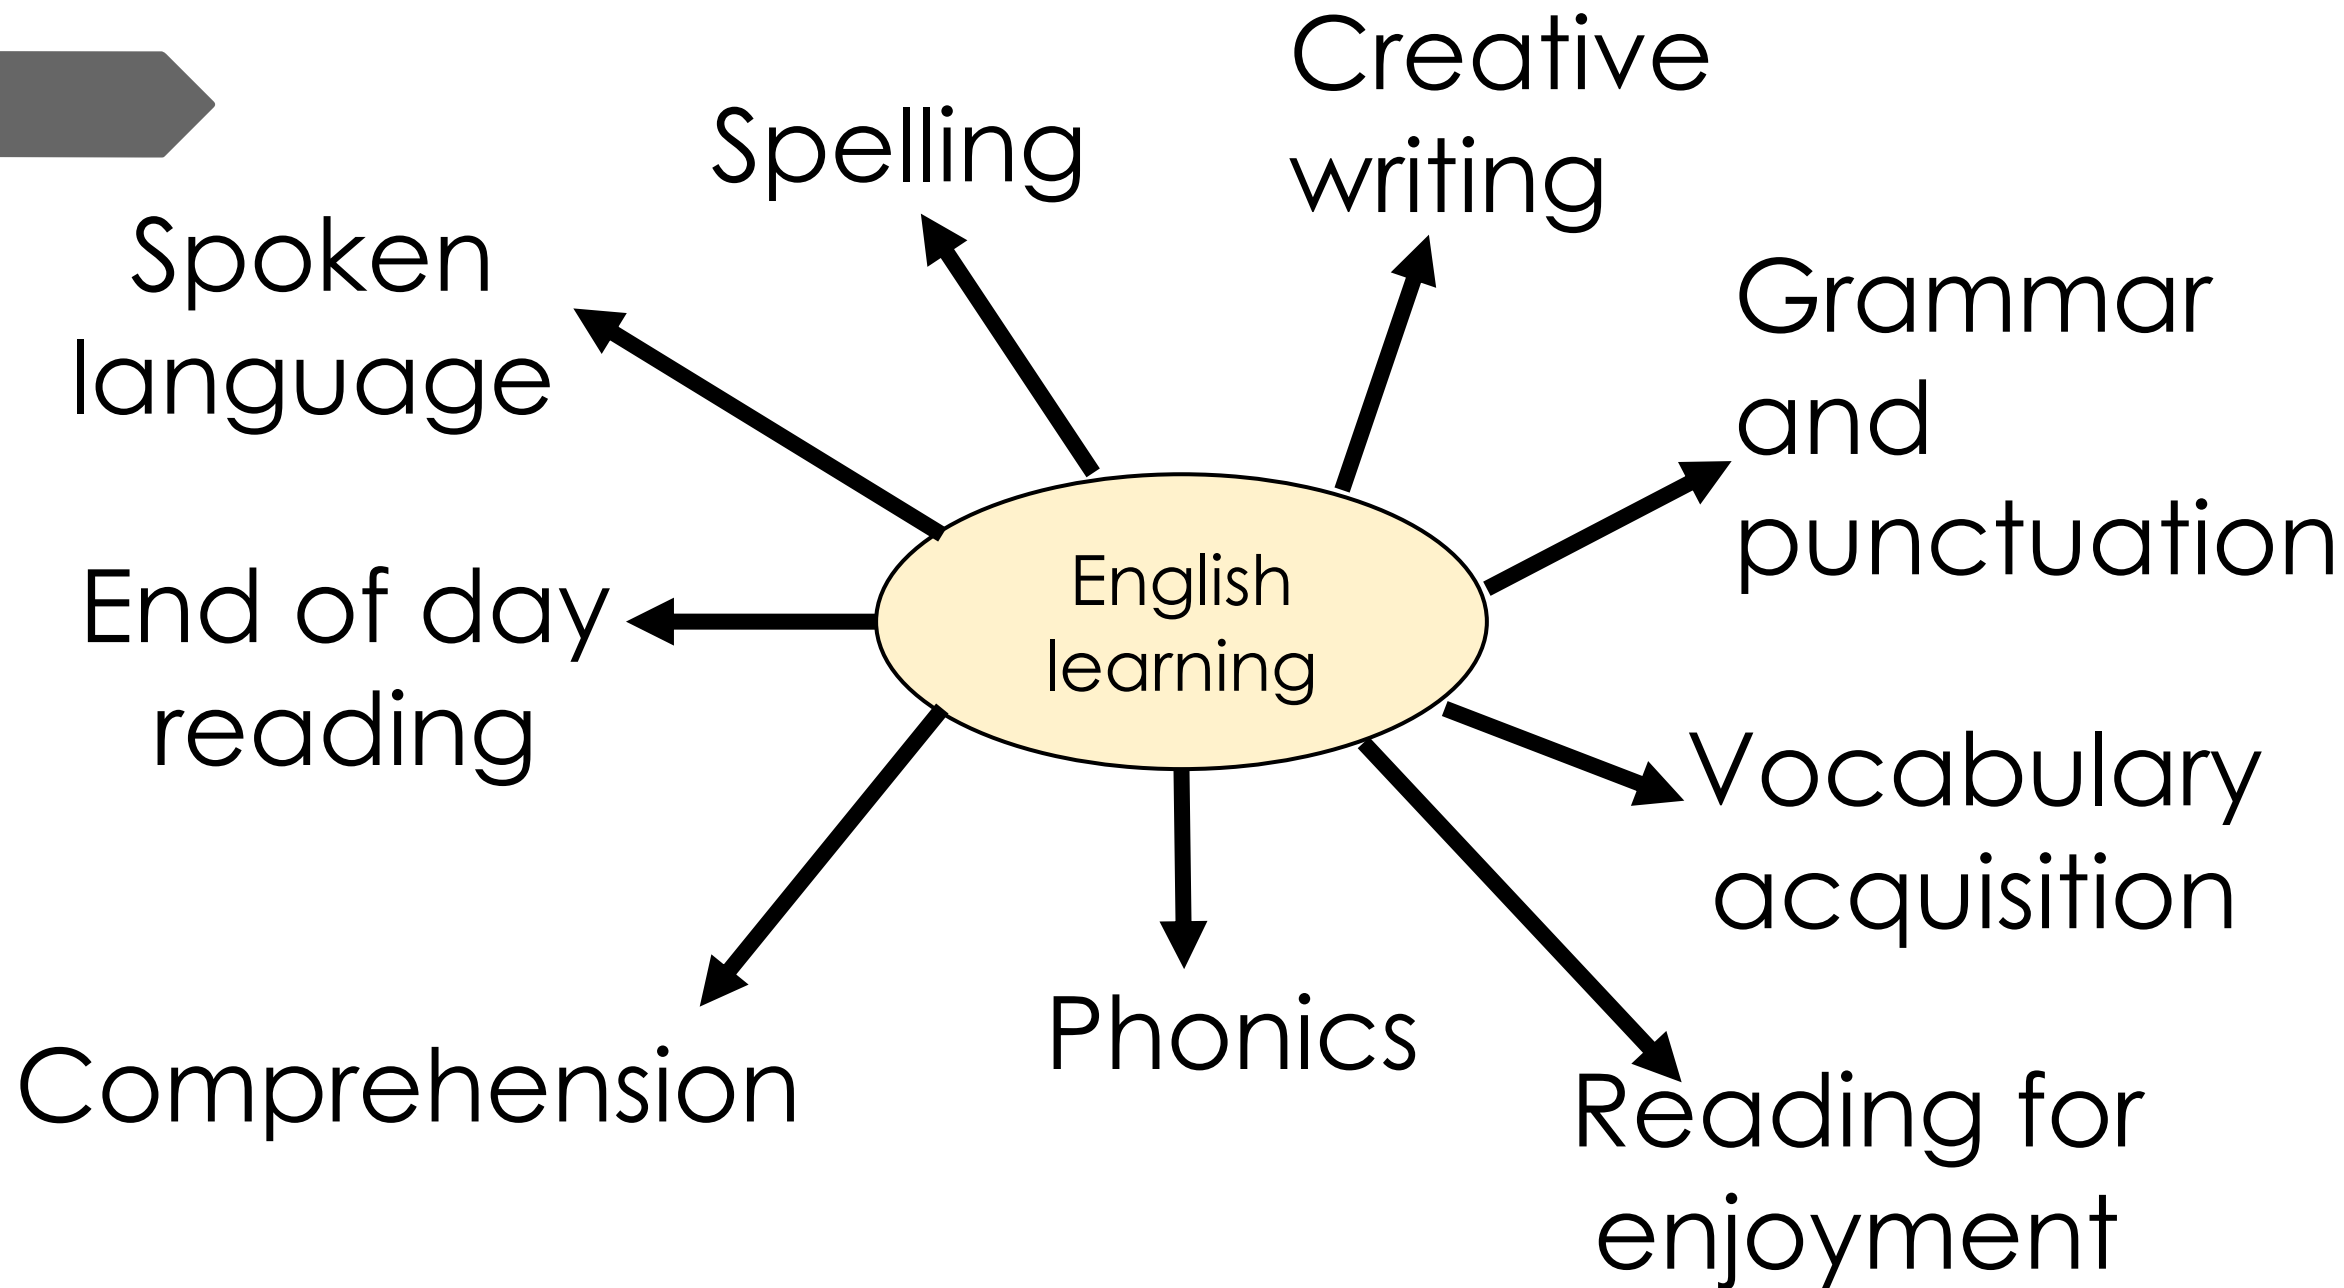 Creative
writing
Spelling
Spoken
language
Grammar
and
punctuation
English
learning
End of day
reading
Vocabulary
acquisition
Comprehension
Phonics
Reading for
enjoyment